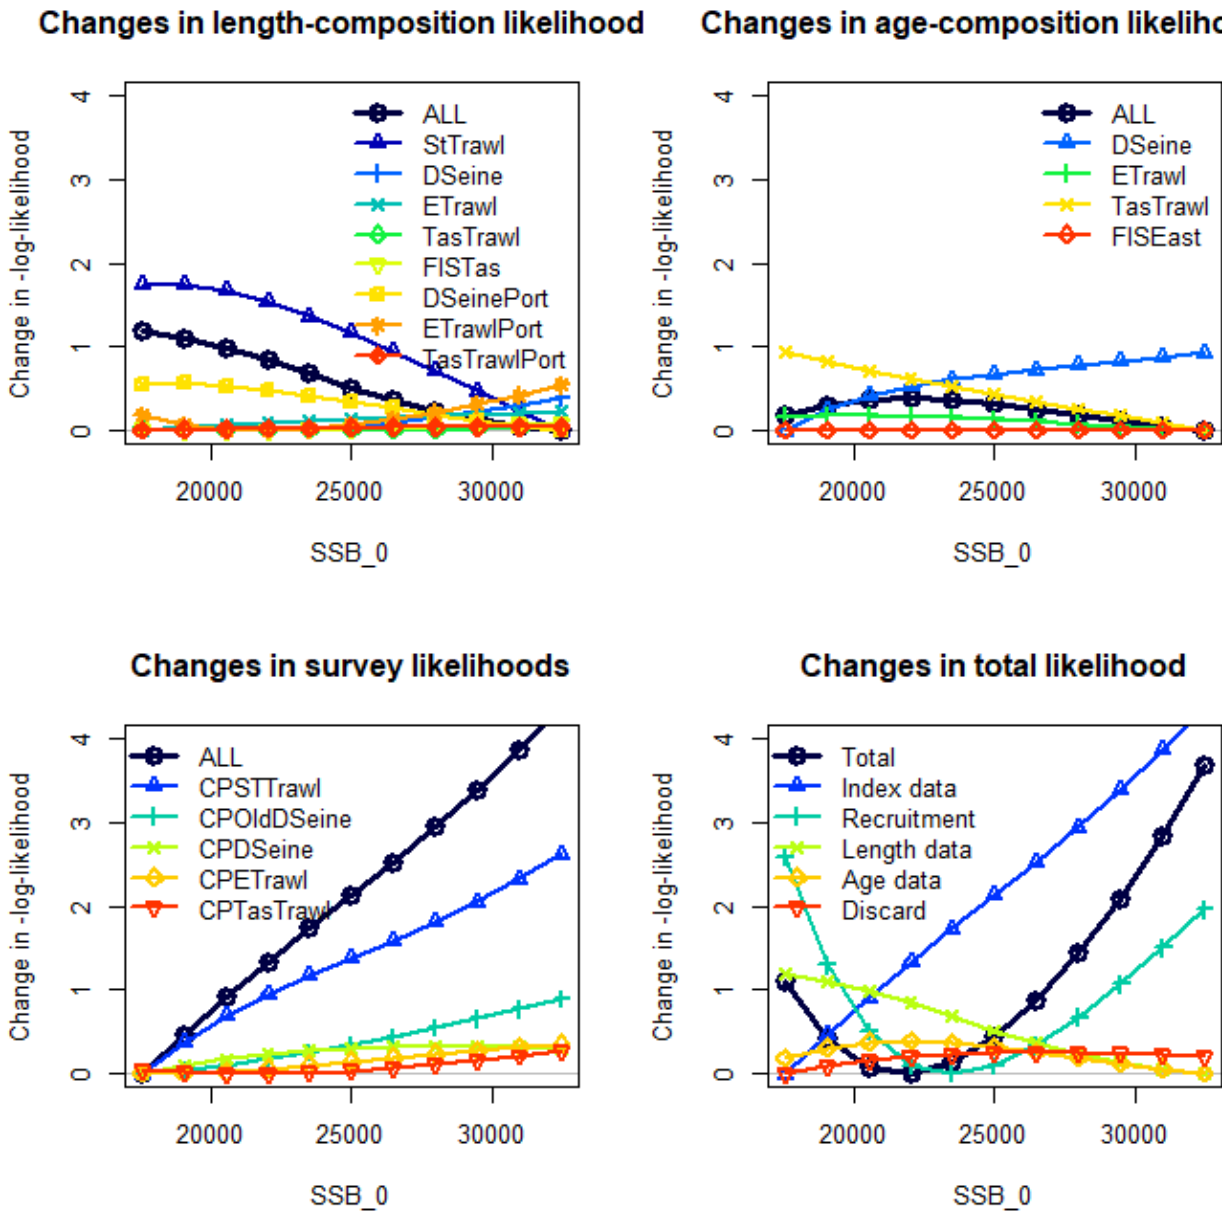 Changes in length-composition likelihood
Change in -log-likelihood
4
3
2
1
0
ALL
StTrawl
DSeine
ETrawl
TasTrawl
FISTas
DSeinePort
ETrawlPort
TasTrawlPort
20000 25000 30000
SSB_0
Changes in age-composition likeliho
Change in -log-likelihood
4
3
2
1
0
ALL
DSeine
ETrawl
TasTrawl
FISEast
20000 25000 30000
SSB_0
Changes in survey likelihoods
Change in -log-likelihood
4
3
2
1
0
ALL
CPSTTrawl
CPOldDSeine
CPDSeine
CPETrawl
CPTasTrawl
20000 25000 30000
SSB_0
Changes in total likelihood
Change in -log-likelihood
4
3
2
1
0
Total
Index data
Recruitment
Length data
Age data
Discard
20000 25000 30000
SSB_0